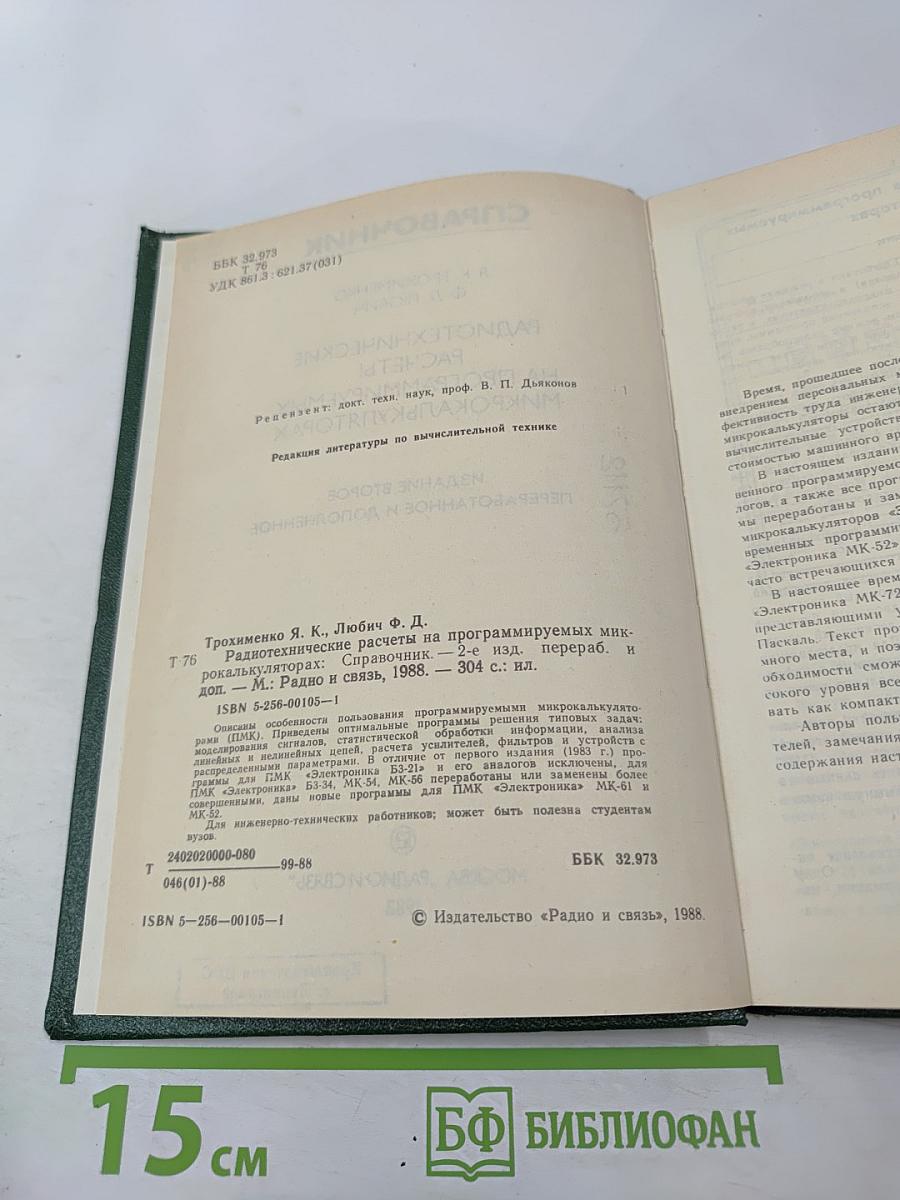 ББК 32.973
Т 76
УДК 861.3 : 621.37(031)
Рецензент: докт. техн. наук, проф. В. П. Дьяконов
Редакция литературы по вычислительной технике
Трохименко Я. К., Любич Ф. Д.
Т 76 Радиотехнические расчеты на программируемых мик-
рокалькуляторах: Справочник. — 2-е изд. перераб. и
доп. — М.: Радио и связь, 1988. — 304 с.: ил.
ISBN 5-256-00105-1
Описаны особенности пользования программируемыми микрокалькулято-
рами (ПМК). Приведены оптимальные программы решения типовых задач:
моделирования сигналов, статистической обработки информации, анализа
линейных и нелинейных цепей, расчета усилителей, фильтров и устройств с
распределенными параметрами. В отличие от первого издания (1983 г.) про-
граммы для ПМК «Электроника БЗ-21» и его аналогов исключены, для
ПМК «Электроника» БЗ-34, МК-54, МК-56 переработаны или заменены более
совершенными, даны новые программы для ПМК «Электроника» МК-61 и
МК-52.
Для инженерно-технических работников; может быть полезна студентам
вузов.
Т 2402020000-080
046(01)-88
99-88
ББК 32.973
ISBN 5—256—00105—1
© Издательство «Радио и связь», 1988.
Время, прошедшее после
внедрением персональных м
фективность труда инженер
микрокалькуляторы остают
вычислительные устройств
стоимостью машинного вр
В настоящем издани
венного программируемо
логов, а также все прог
мы переработаны и зам
микрокалькуляторов «Э
временных программи
«Электроника МК-52»
часто встречающихся
В настоящее врем
«Электроника МК-72
представляющими у
Паскаль. Текст про
много места, и поэ
обходимости смож
сокого уровня все
вать как компакт
Авторы поль
телей, замечания
содержания наст
15 см
БФ БИБЛИОФАН